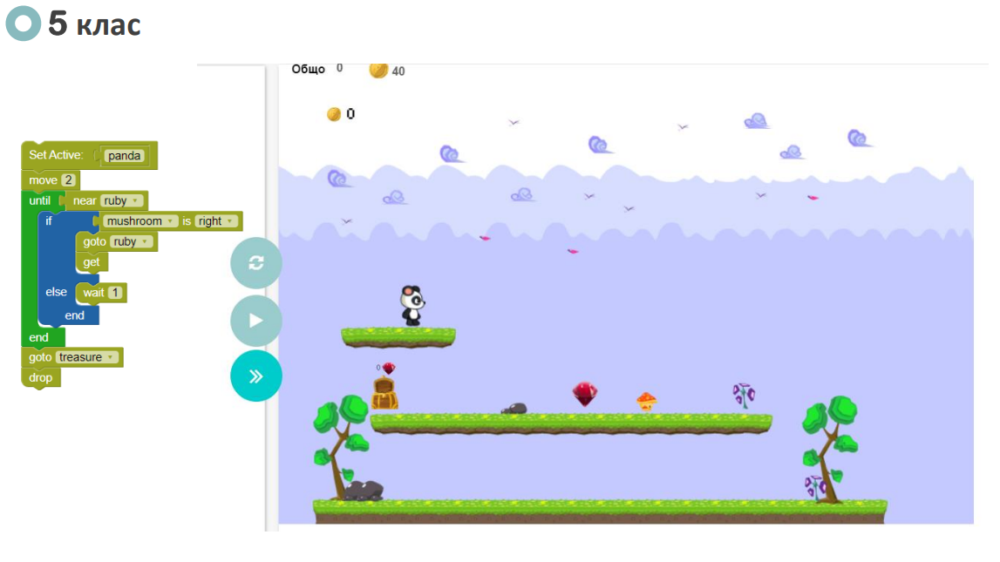 5 клас
Общо 0 40
0
Set Active: panda
move 2
until near ruby
if mushroom is right
goto ruby
get
else wait 1
end
end
goto treasure
drop
0